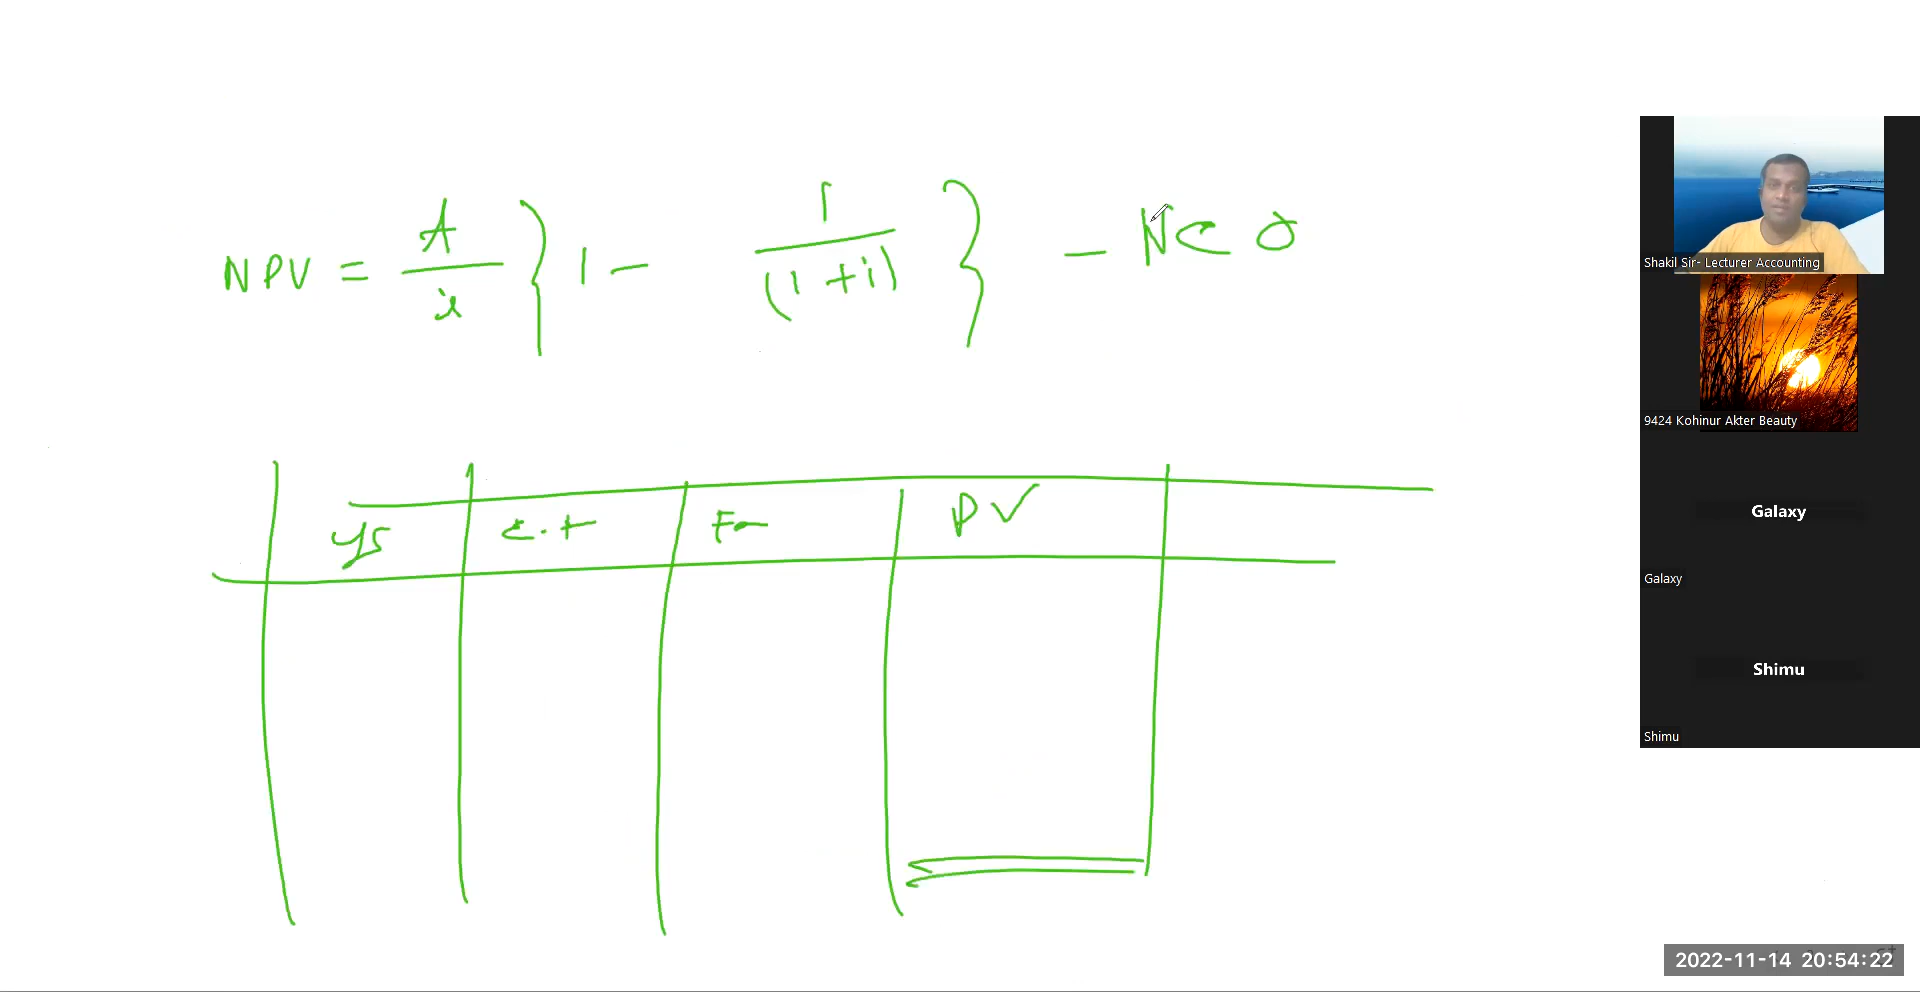 NPV = A/i {1 - 1/(1+i)} - NCO
Shakil Sir- Lecturer Accounting
9424 Kohinur Akter Beauty
Galaxy
Galaxy
Shimu
Shimu
ys
PV
2022-11-14 20:54:22